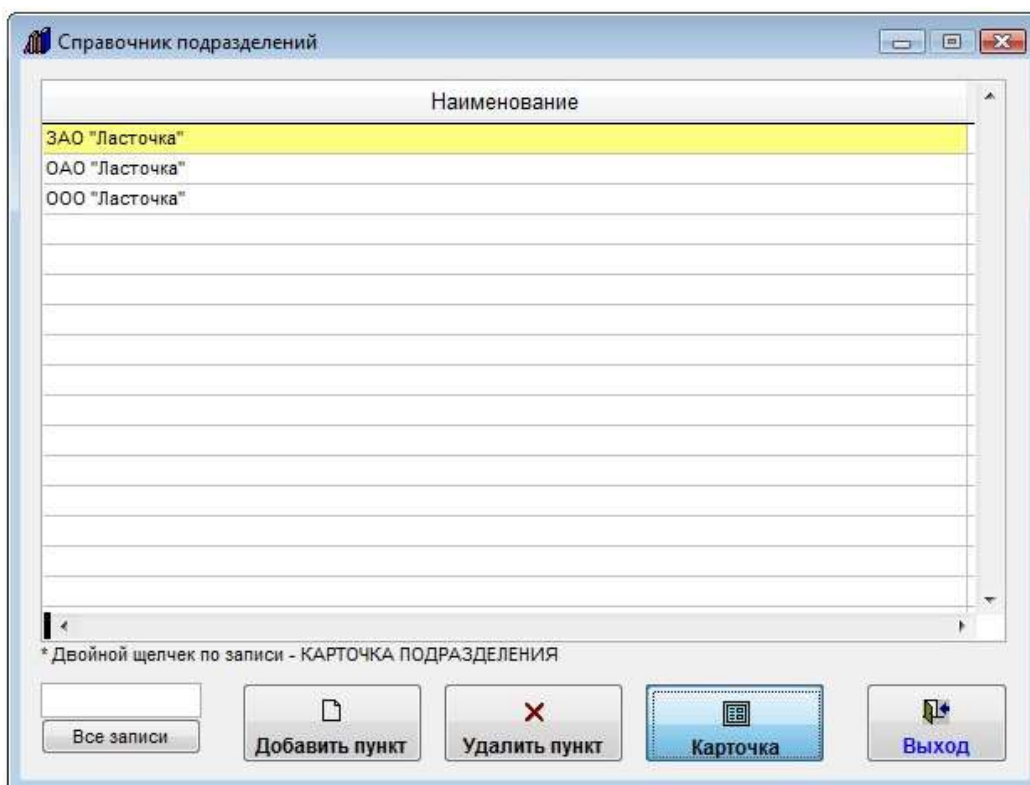 Справочник подразделений
Наименование
ЗАО "Ласточка"
ОАО "Ласточка"
ООО "Ласточка"
* Двойной щелчек по записи - КАРТОЧКА ПОДРАЗДЕЛЕНИЯ
Все записи
Добавить пункт
Удалить пункт
Карточка
Выход